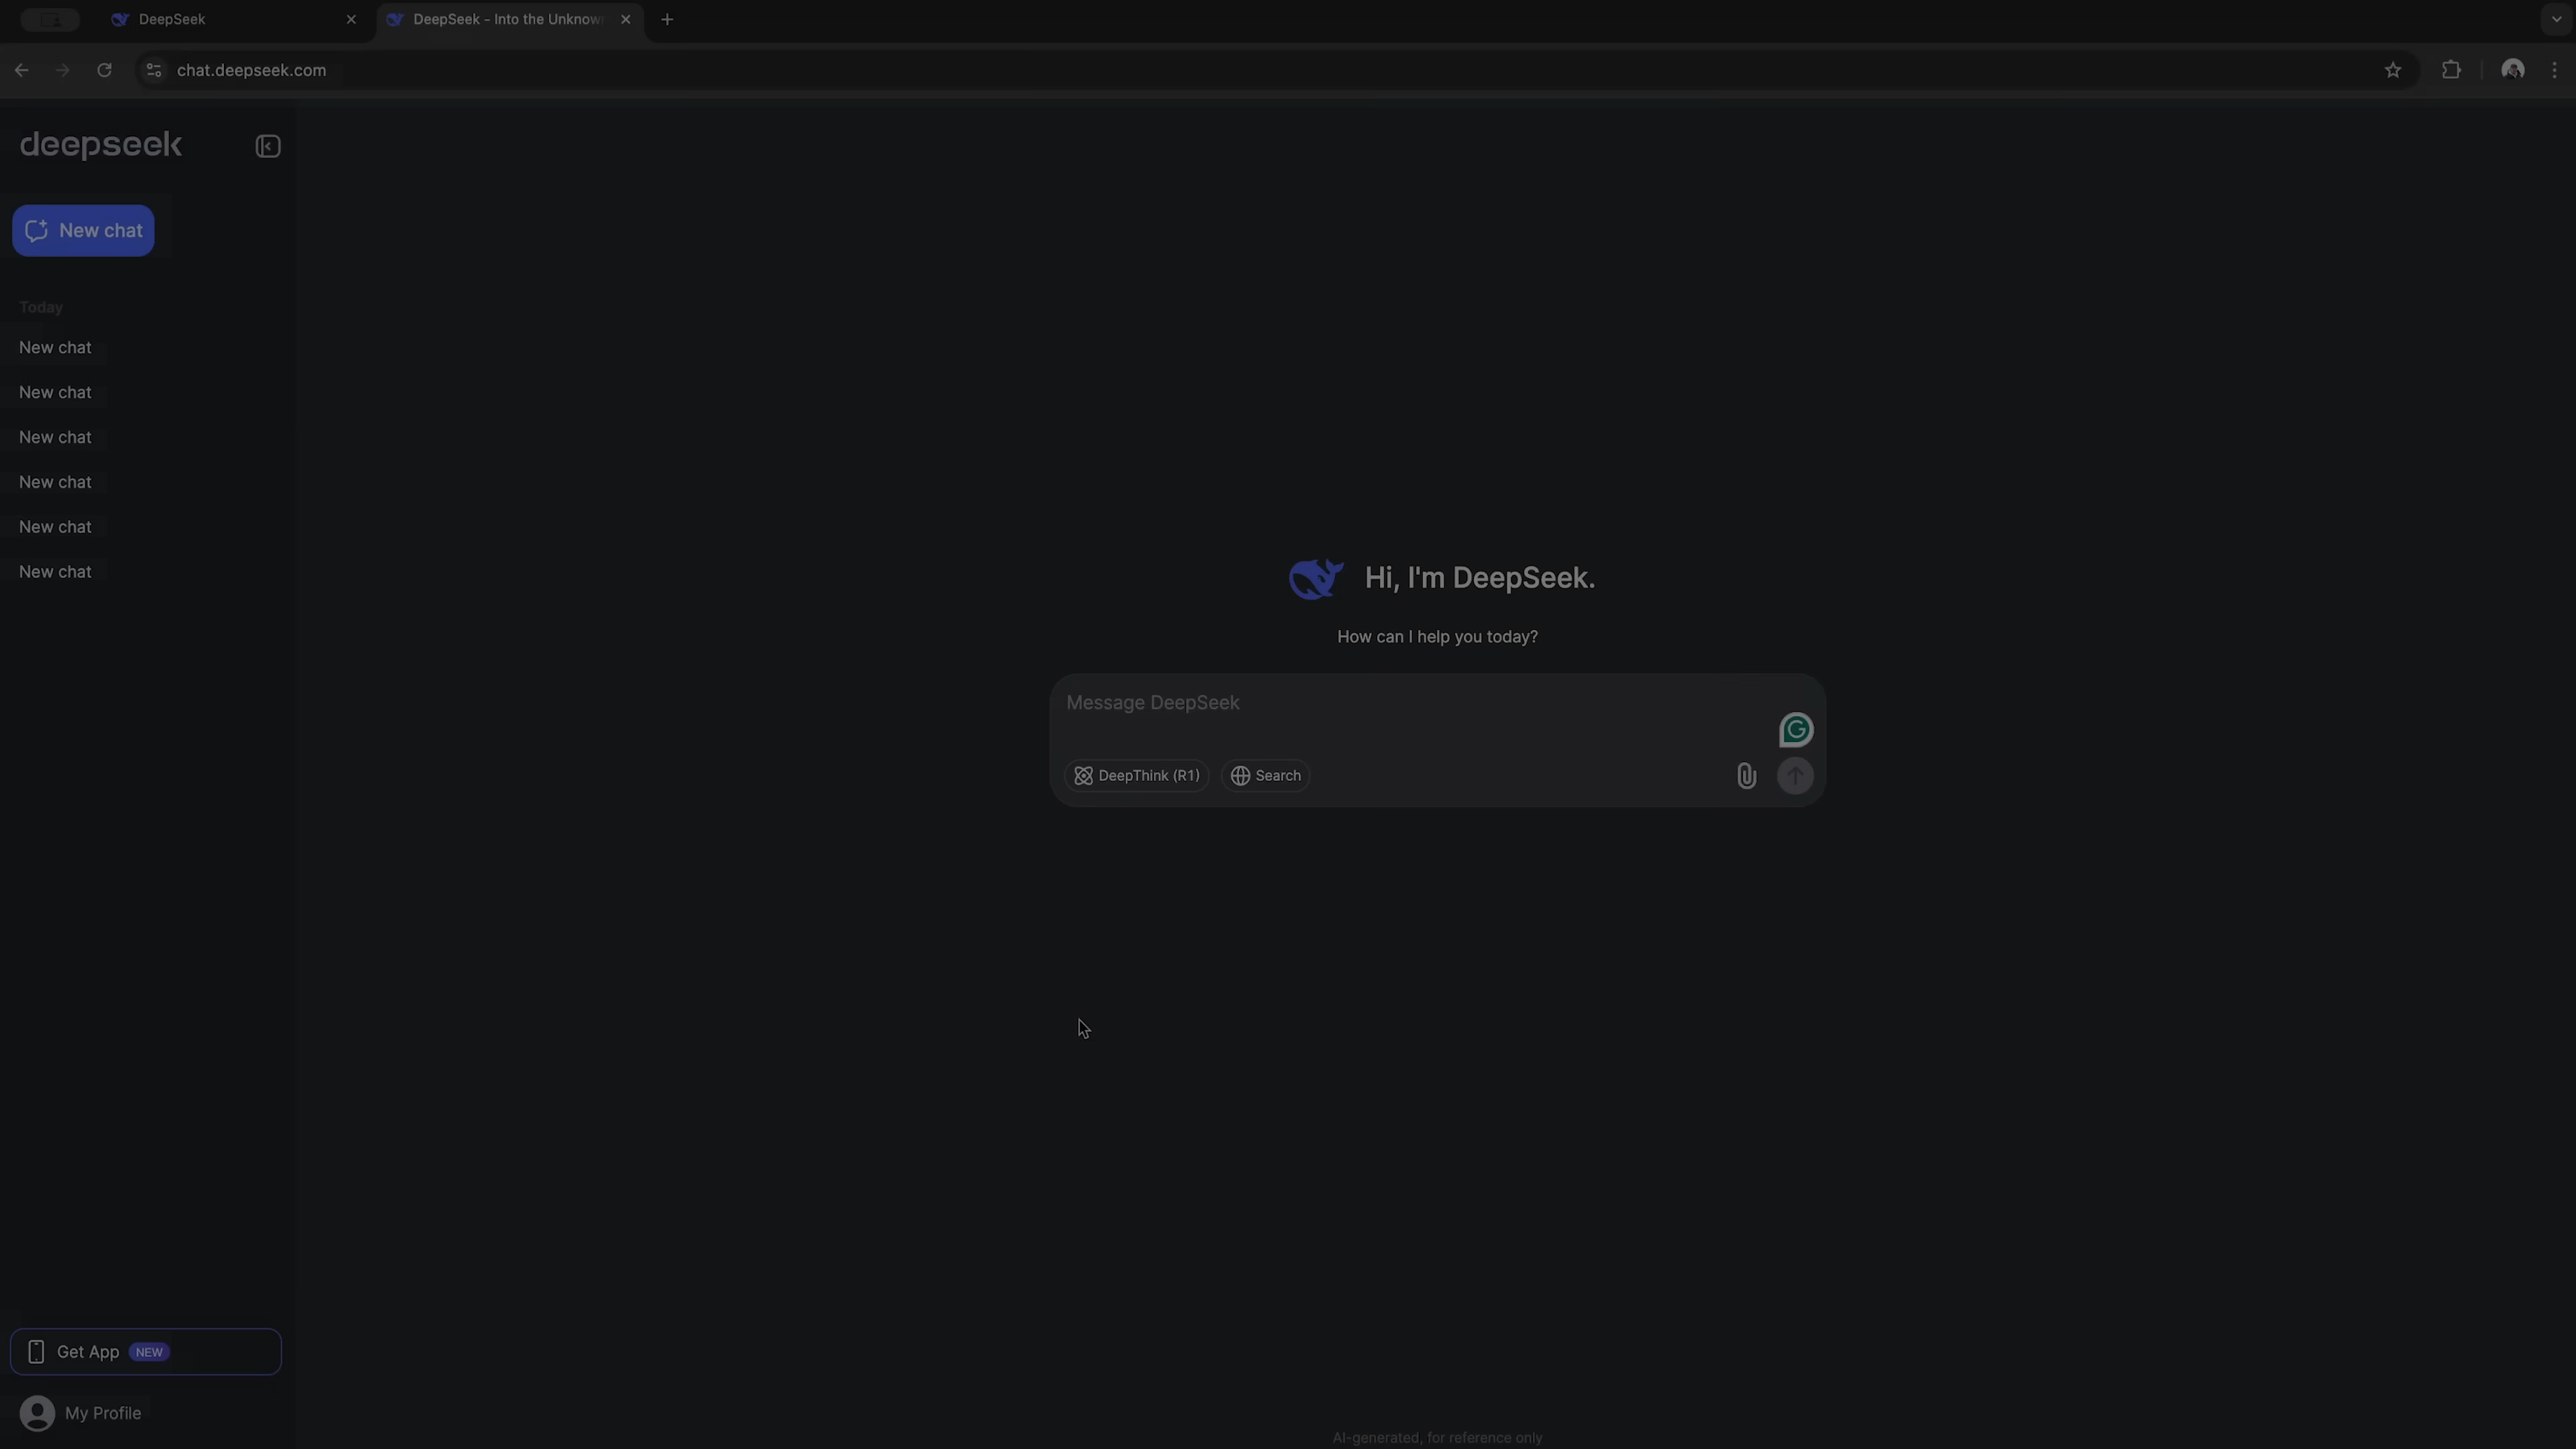 DeepSeek
DeepSeek - Into the Unknow
chat.deepseek.com
deepseek
New chat
Today
New chat
New chat
New chat
New chat
New chat
New chat
Hi, I'm DeepSeek.
How can I help you today?
Message DeepSeek
DeepThink (R1)
Search
Get App NEW
My Profile
AI-generated, for reference only